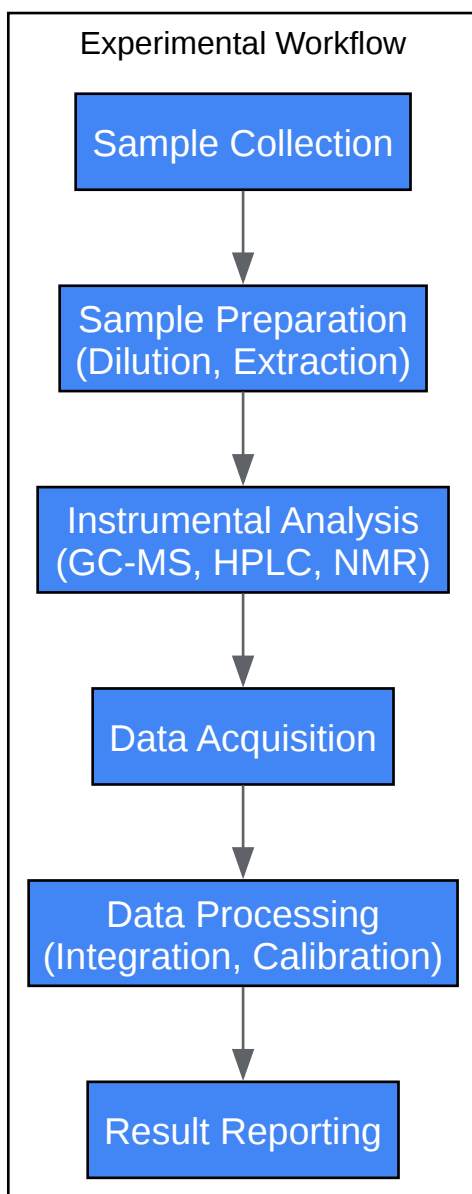 Experimental Workflow
Sample Collection
Sample Preparation
(Dilution, Extraction)
Instrumental Analysis
(GC-MS, HPLC, NMR)
Data Acquisition
Data Processing
(Integration, Calibration)
Result Reporting